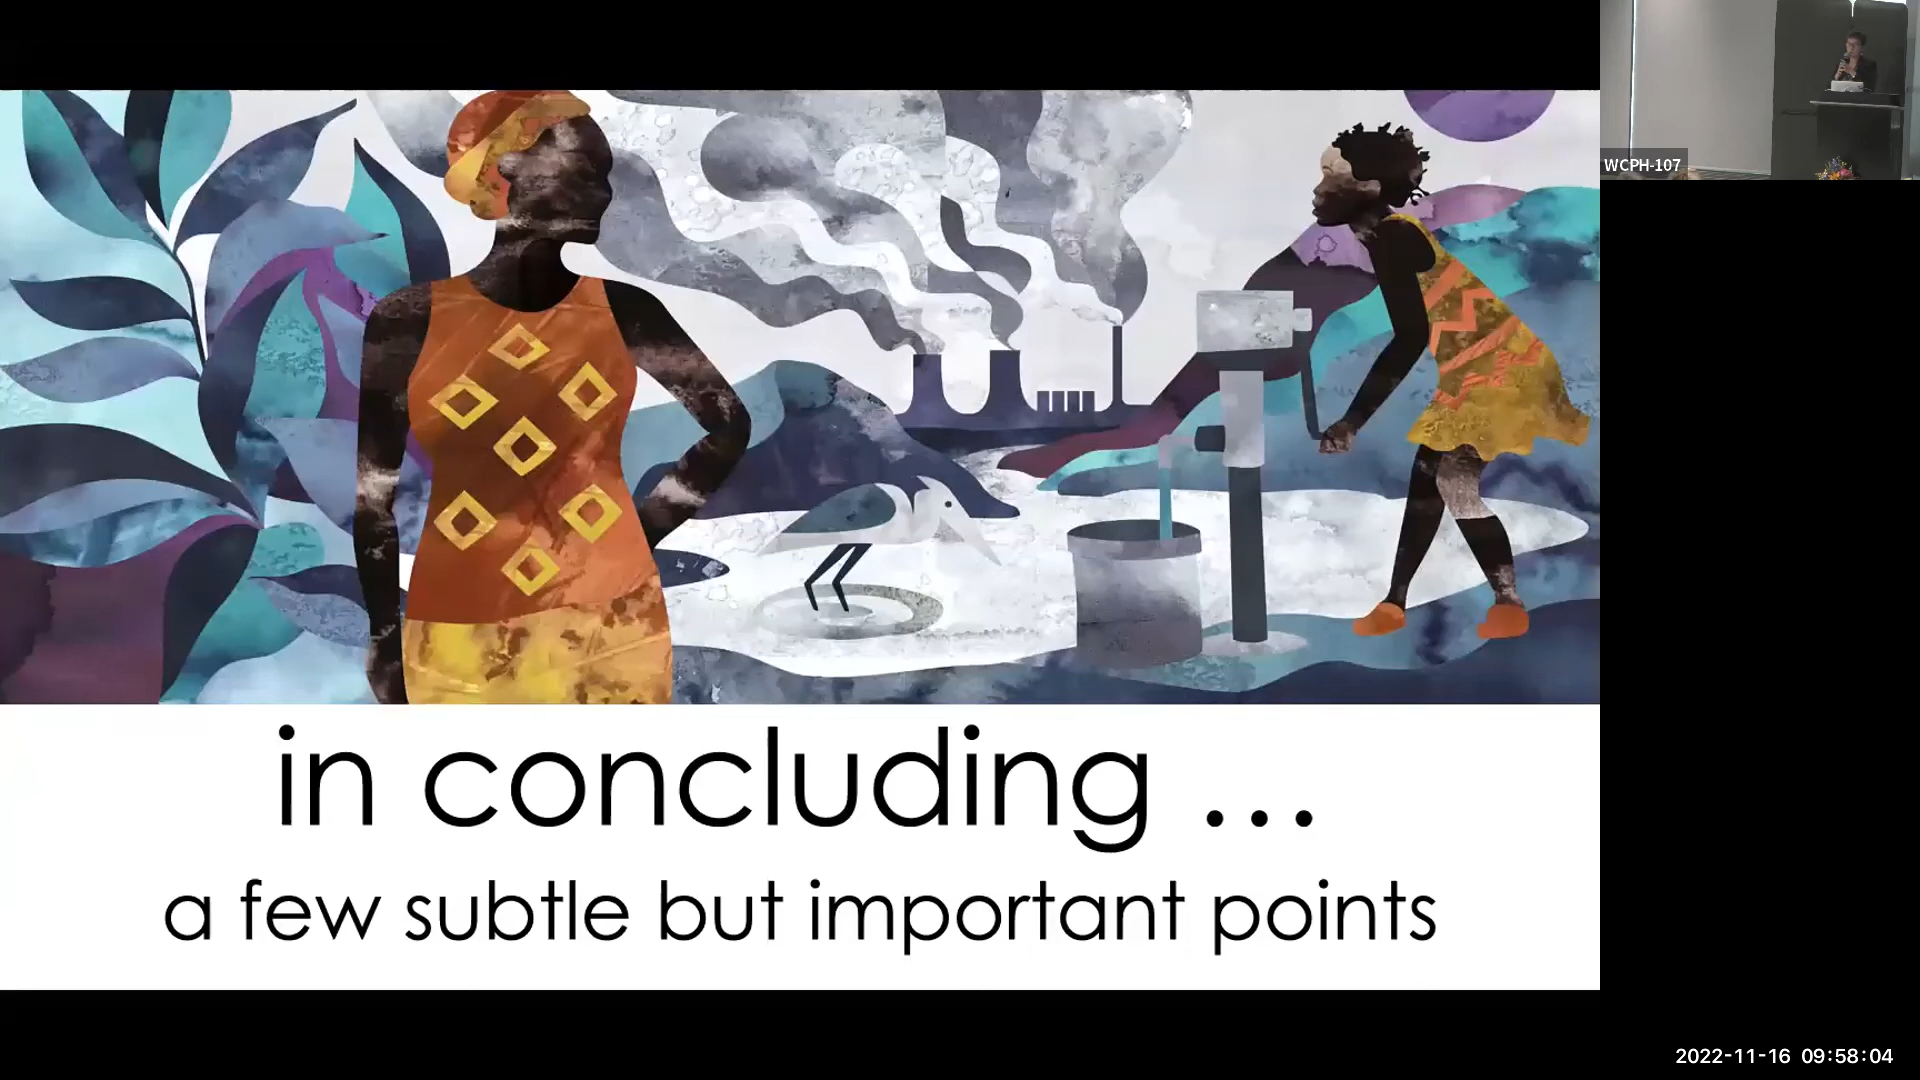 WCPH-107
in concluding ...
a few subtle but important points
2022-11-16 09:58:04